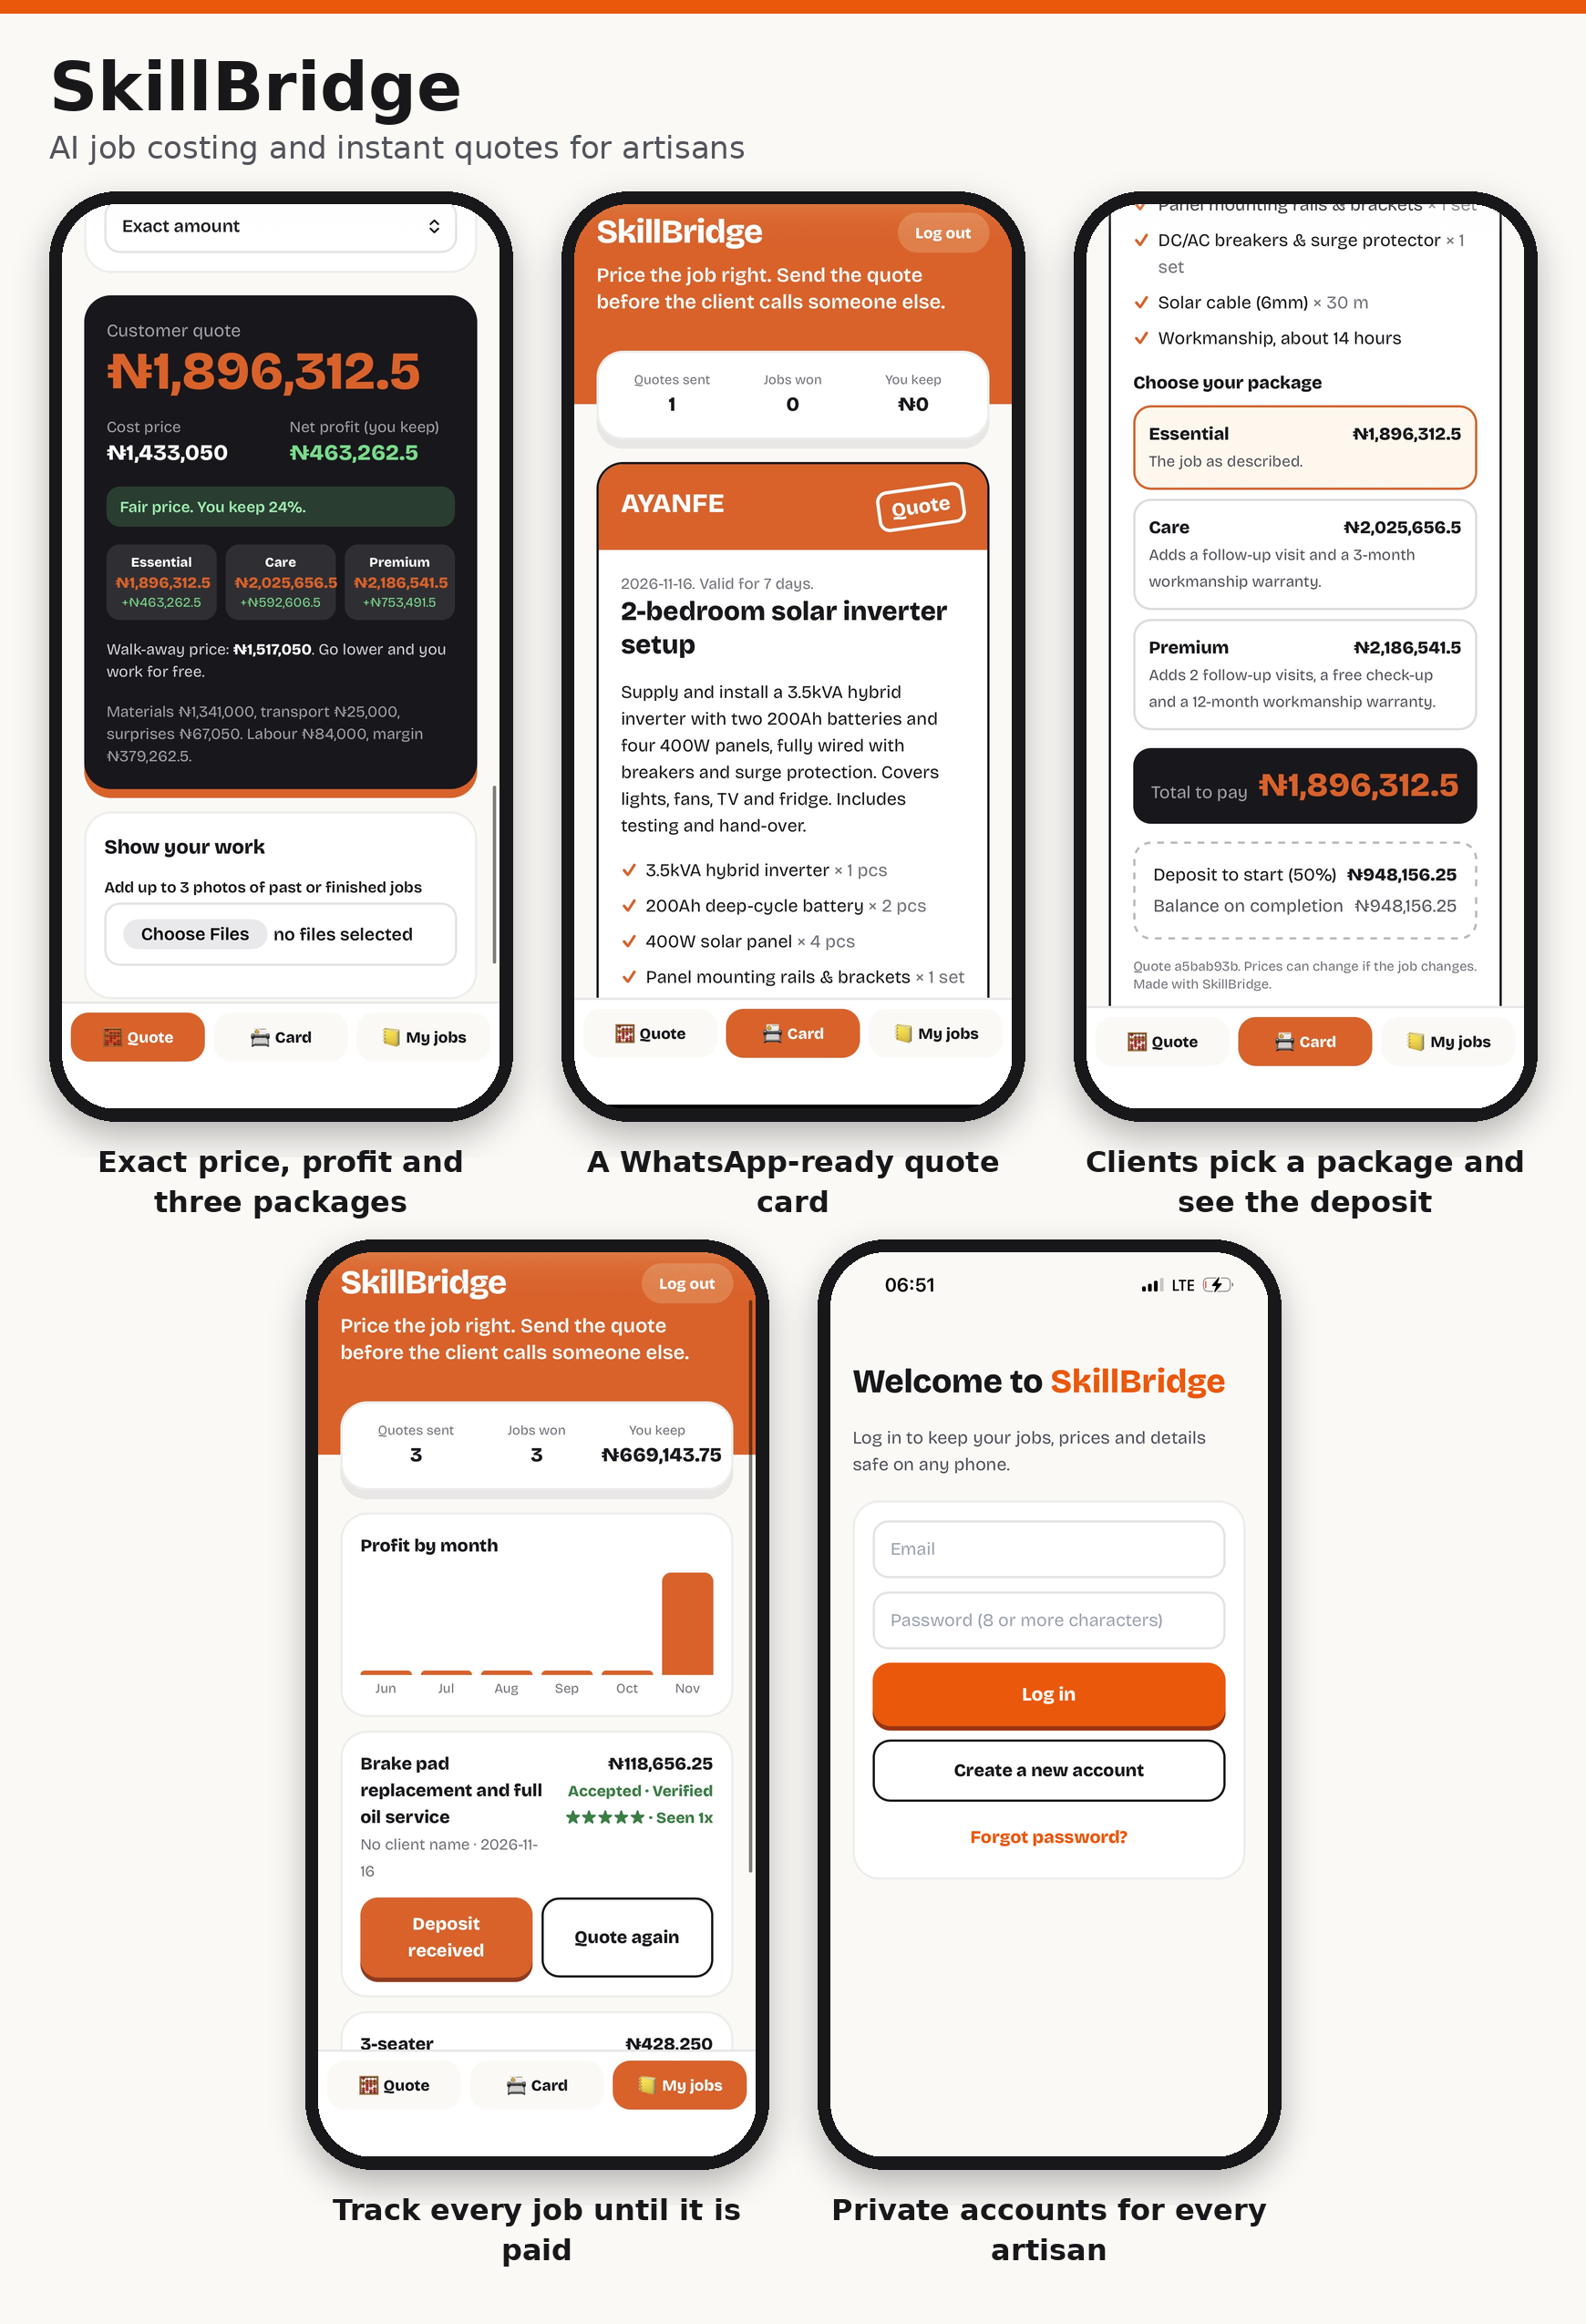 SkillBridge
AI job costing and instant quotes for artisans
Exact amount
Customer quote
₦1,896,312.5
Cost price
Net profit (you keep)
₦1,433,050
₦463,262.5
Fair price. You keep 24%.
Essential
Care
Premium
₦1,896,312.5
₦2,025,656.5
₦2,186,541.5
+₦463,262.5
+₦592,606.5
+₦753,491.5
Walk-away price: ₦1,517,050. Go lower and you
work for free.
Materials ₦1,341,000, transport ₦25,000,
surprises ₦67,050. Labour ₦84,000, margin
₦379,262.5.
Show your work
Add up to 3 photos of past or finished jobs
Choose Files no files selected
Quote
Card
My jobs
Exact price, profit and
three packages
SkillBridge
Log out
Price the job right. Send the quote
before the client calls someone else.
Quotes sent
Jobs won
You keep
1
0
₦0
AYANFE
Quote
2026-11-16. Valid for 7 days.
2-bedroom solar inverter
setup
Supply and install a 3.5kVA hybrid
inverter with two 200Ah batteries and
four 400W panels, fully wired with
breakers and surge protection. Covers
lights, fans, TV and fridge. Includes
testing and hand-over.
3.5kVA hybrid inverter × 1 pcs
200Ah deep-cycle battery × 2 pcs
400W solar panel × 4 pcs
Panel mounting rails & brackets × 1 set
Quote
Card
My jobs
A WhatsApp-ready quote
card
Panel mounting rails & brackets × 1 set
DC/AC breakers & surge protector × 1
set
Solar cable (6mm) × 30 m
Workmanship, about 14 hours
Choose your package
Essential
₦1,896,312.5
The job as described.
Care
₦2,025,656.5
Adds a follow-up visit and a 3-month
workmanship warranty.
Premium
₦2,186,541.5
Adds 2 follow-up visits, a free check-up
and a 12-month workmanship warranty.
Total to pay ₦1,896,312.5
Deposit to start (50%) ₦948,156.25
Balance on completion ₦948,156.25
Quote a5bab93b. Prices can change if the job changes.
Made with SkillBridge.
Quote
Card
My jobs
Clients pick a package and
see the deposit
SkillBridge
Log out
Price the job right. Send the quote
before the client calls someone else.
Quotes sent
Jobs won
You keep
3
3
₦669,143.75
Profit by month
Jun
Jul
Aug
Sep
Oct
Nov
Brake pad
replacement and full
oil service
₦118,656.25
Accepted · Verified
★★★★★ · Seen 1x
No client name · 2026-11-
16
Deposit
received
Quote again
3-seater
₦428,250
Quote
Card
My jobs
Track every job until it is
paid
06:51
LTE
Welcome to SkillBridge
Log in to keep your jobs, prices and details
safe on any phone.
Email
Password (8 or more characters)
Log in
Create a new account
Forgot password?
Private accounts for every
artisan